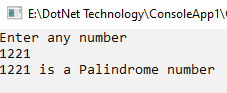 E:\DotNet Technology\ConsoleApp1\
Enter any number
1221
1221 is a Palindrome number